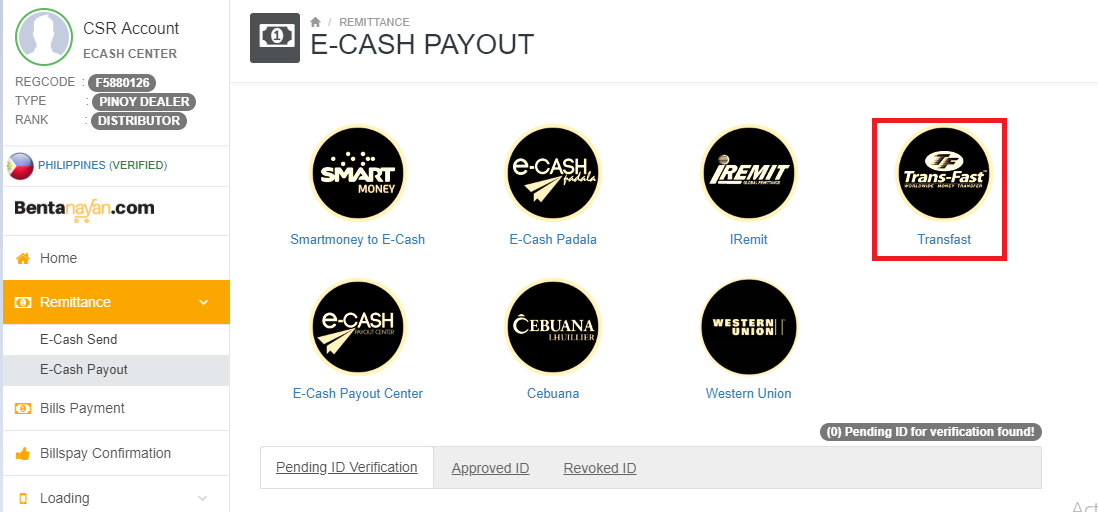 CSR Account
ECASH CENTER
REGCODE : F5880126
TYPE : PINOY DEALER
RANK : DISTRIBUTOR
PHILIPPINES (VERIFIED)
Bentanayan.com
Home
Remittance
E-Cash Send
E-Cash Payout
Bills Payment
Billspay Confirmation
Loading
/ REMITTANCE
E-CASH PAYOUT
SMART
MONEY
Smartmoney to E-Cash
e-CASH
padala
E-Cash Padala
iREMIT
GLOBAL REMITTANCE
IRemit
TF
Trans-Fast™
WORLDWIDE MONEY TRANSFER
Transfast
e-CASH
PAYOUT CENTER
E-Cash Payout Center
CEBUANA
LHUILLIER
Cebuana
WESTERN
UNION
Western Union
(0) Pending ID for verification found!
Pending ID Verification Approved ID Revoked ID